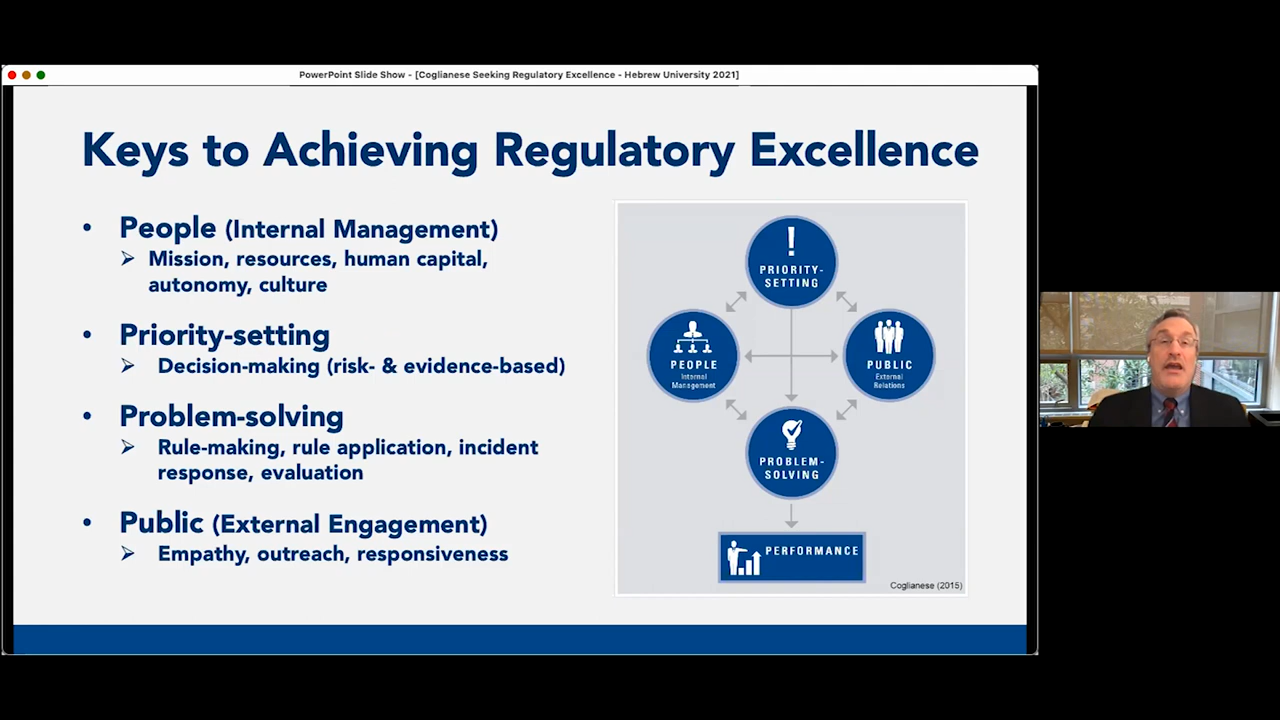 PowerPoint Slide Show - [Coglianese Seeking Regulatory Excellence - Hebrew University 2021]
Keys to Achieving Regulatory Excellence
• People (Internal Management)
➢ Mission, resources, human capital,
autonomy, culture
• Priority-setting
➢ Decision-making (risk- & evidence-based)
• Problem-solving
➢ Rule-making, rule application, incident
response, evaluation
• Public (External Engagement)
➢ Empathy, outreach, responsiveness
!
PRIORITY-
SETTING
PEOPLE
Internal
Management
PUBLIC
External
Relations
PROBLEM-
SOLVING
PERFORMANCE
Coglianese (2015)